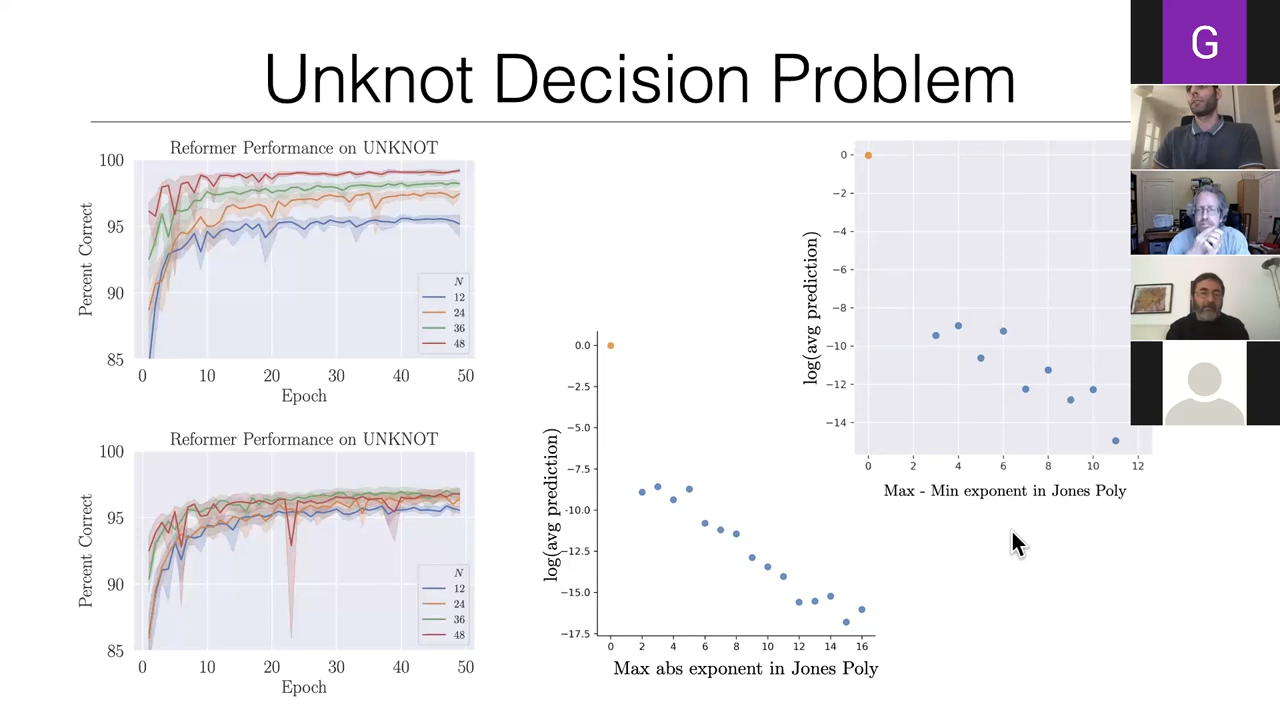 Unknot Decision Problem
G
Reformer Performance on UNKNOT
100
95
90
85
Percent Correct
N
12
24
36
48
0 10 20 30 40 50
Epoch
Reformer Performance on UNKNOT
100
95
90
85
Percent Correct
N
12
24
36
48
0 10 20 30 40 50
Epoch
0.0
−2.5
−5.0
−7.5
−10.0
−12.5
−15.0
−17.5
log(avg prediction)
0 2 4 6 8 10 12 14 16
Max abs exponent in Jones Poly
0
−2
−4
−6
−8
−10
−12
−14
log(avg prediction)
0 2 4 6 8 10 12
Max - Min exponent in Jones Poly